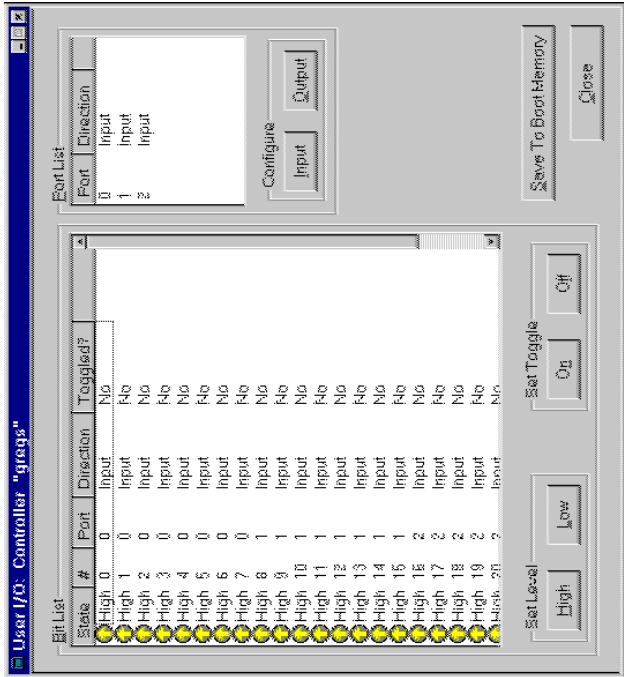 User I/O: Controller "gregs"
Bit List
State # Port Direction Toggled?
High 0 0 Input No
High 1 0 Input No
High 2 0 Input No
High 3 0 Input No
High 4 0 Input No
High 5 0 Input No
High 6 0 Input No
High 7 0 Input No
High 8 1 Input No
High 9 1 Input No
High 10 1 Input No
High 11 1 Input No
High 12 1 Input No
High 13 1 Input No
High 14 1 Input No
High 15 1 Input No
High 16 2 Input No
High 17 2 Input No
High 18 2 Input No
High 19 2 Input No
High 20 2 Input No
Set Level
High Low
Set Toggle
On Off
Port List
Port Direction
0 Input
1 Input
2 Input
Configure
Input Output
Save To Boot Memory
Close